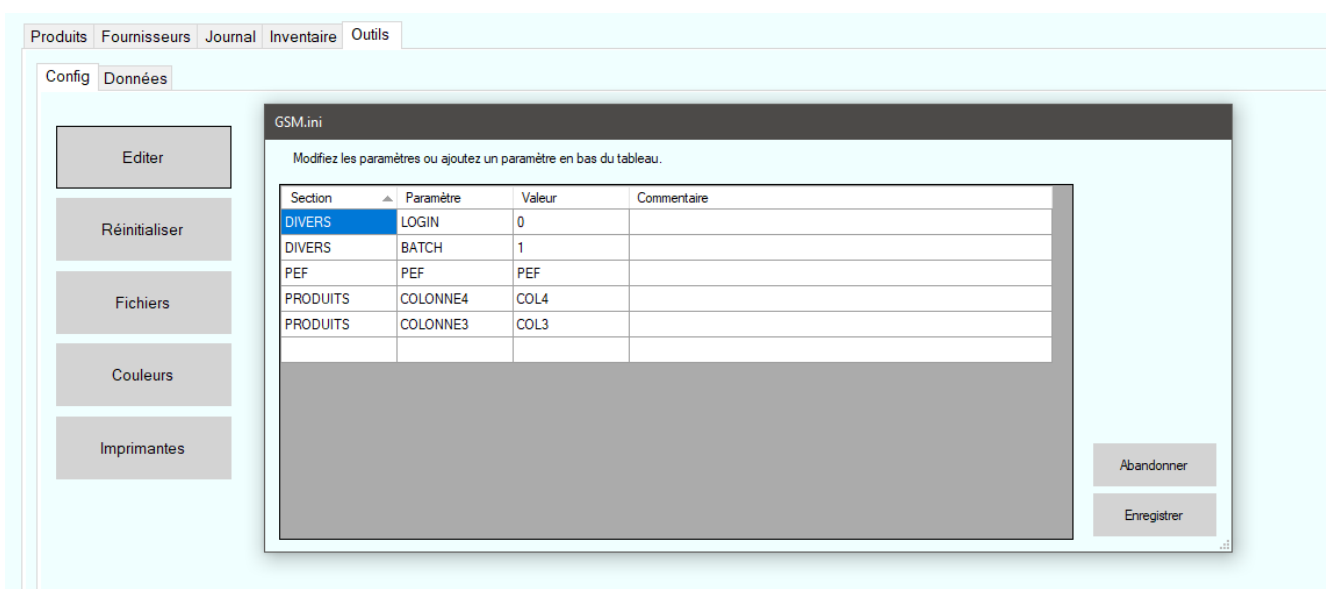 Produits Fournisseurs Journal Inventaire Outils
Config Données
GSM.ini
Editer
Modifiez les paramètres ou ajoutez un paramètre en bas du tableau.
Section Paramètre Valeur Commentaire
DIVERS LOGIN 0
Réinitialiser
DIVERS BATCH 1
PEF PEF PEF
Fichiers
PRODUITS COLONNE4 COL4
PRODUITS COLONNE3 COL3
Couleurs
Imprimantes
Abandonner
Enregistrer